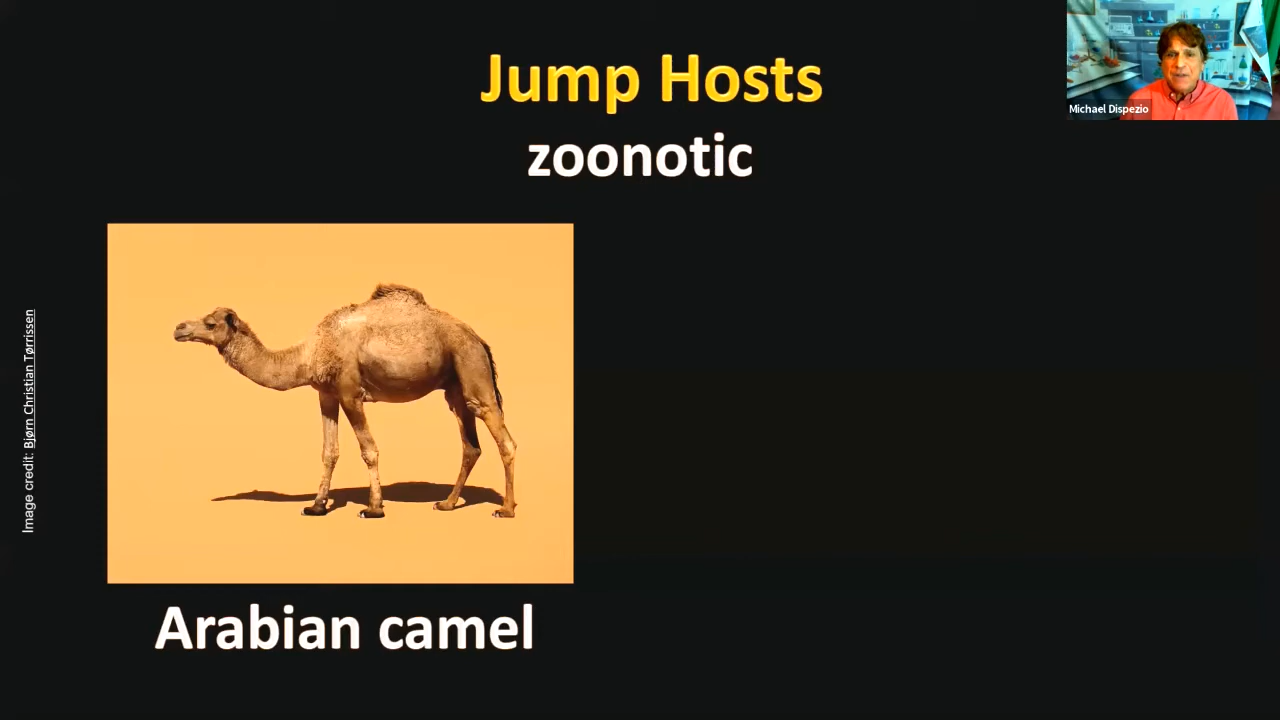 Jump Hosts
zoonotic
Michael Dispezio
Image credit: Bjørn Christian Tørrissen
Arabian camel